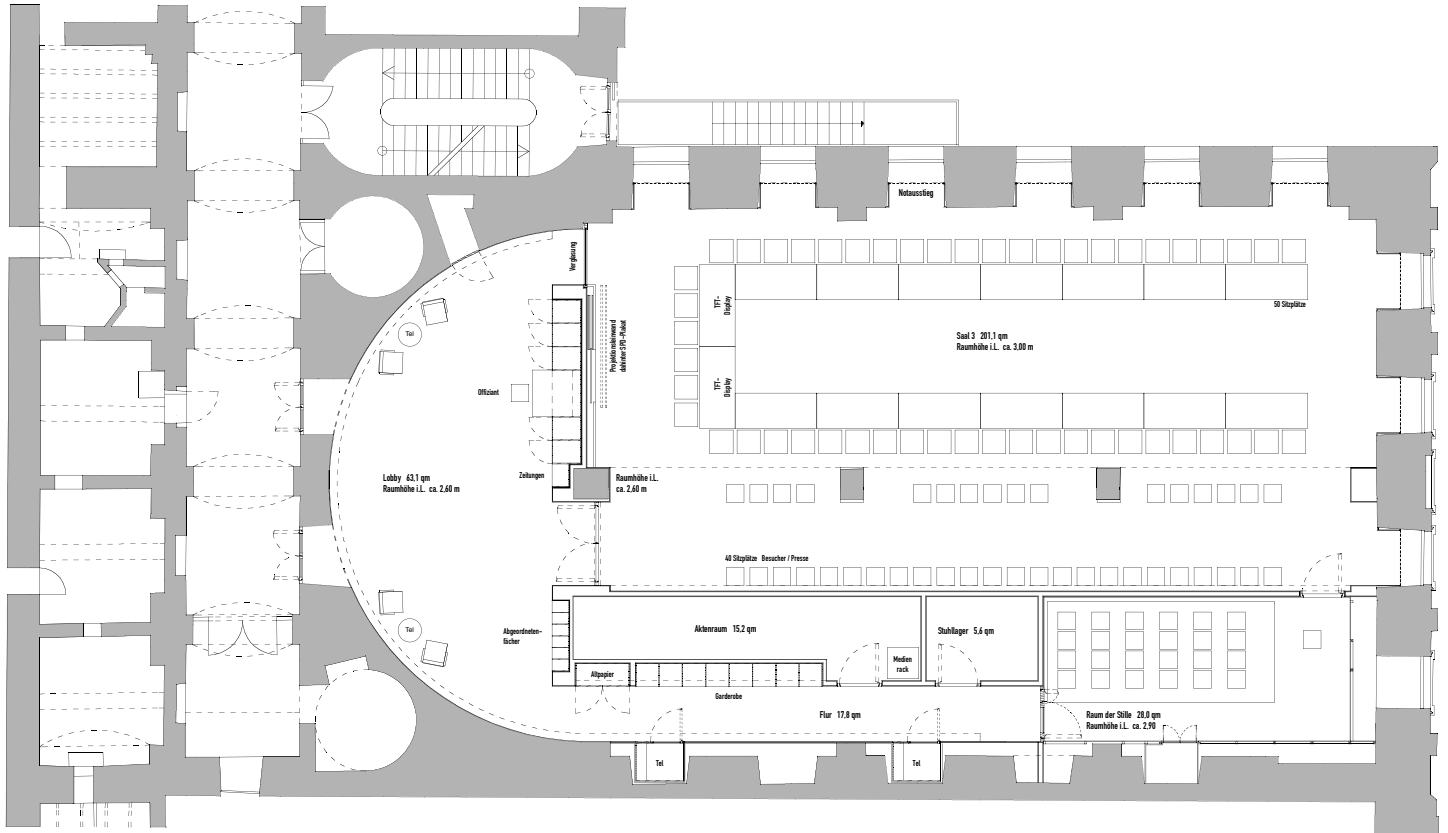 Notausstieg
Verglasung
TFT-
Display
50 Sitzplätze
Tel
Projektionsleinwand
dahinter SPD-Plakat
Saal 3 201,1 qm
Raumhöhe i.L. ca. 3,00 m
TFT-
Display
Offiziant
Zeitungen
Lobby 63,1 qm
Raumhöhe i.L. ca. 2,60 m
Raumhöhe i.L.
ca. 2,60 m
40 Sitzplätze Besucher / Presse
Tel
Abgeordneten-
fächer
Aktenraum 15,2 qm
Stuhllager 5,6 qm
Medien
rack
Altpapier
Garderobe
Flur 17,8 qm
Raum der Stille 28,0 qm
Raumhöhe i.L. ca. 2,90
Tel
Tel